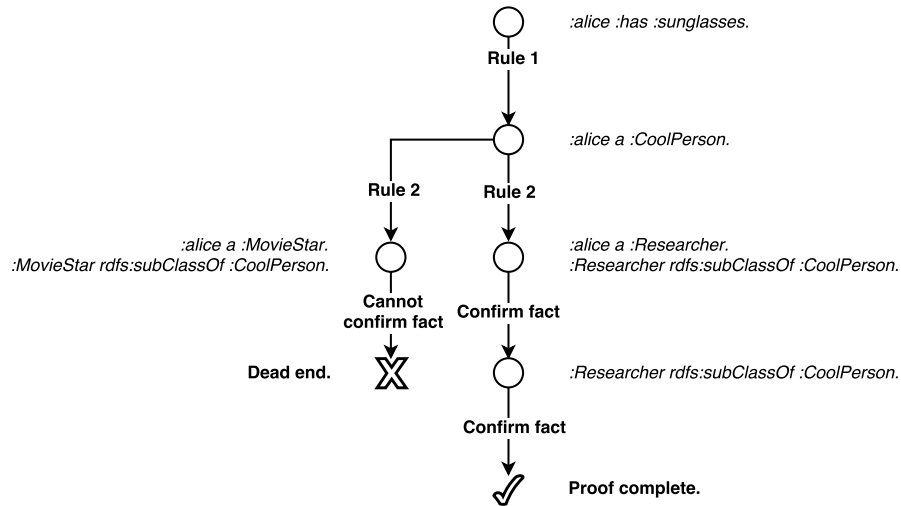 :alice :has :sunglasses.
Rule 1
:alice a :CoolPerson.
Rule 2
Rule 2
:alice a :MovieStar.
:MovieStar rdfs:subClassOf :CoolPerson.
:alice a :Researcher.
:Researcher rdfs:subClassOf :CoolPerson.
Cannot
confirm fact
Confirm fact
Dead end.
:Researcher rdfs:subClassOf :CoolPerson.
Confirm fact
Proof complete.